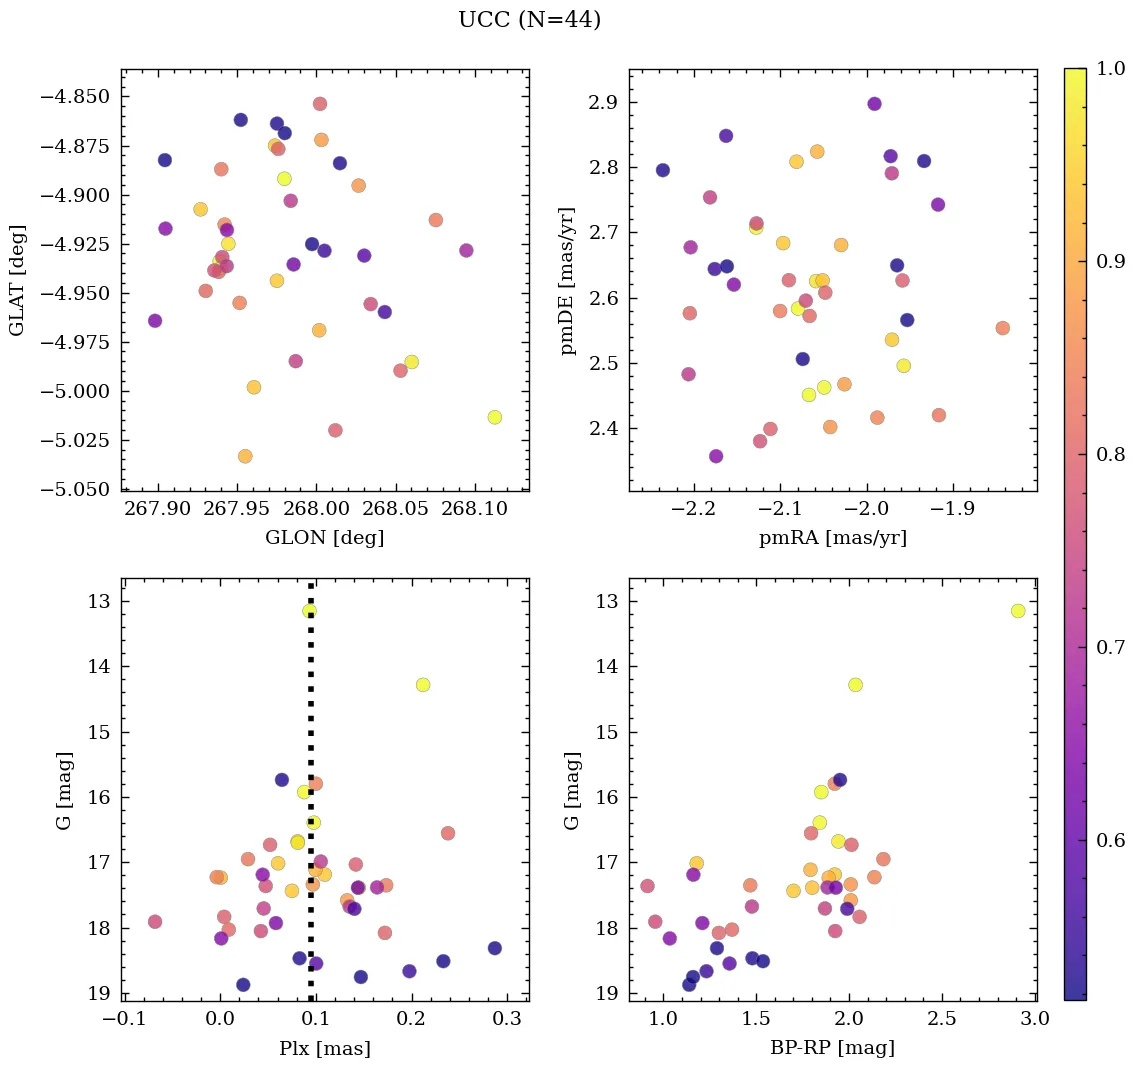 UCC (N=44)
−4.850
−4.875
−4.900
−4.925
−4.950
−4.975
−5.000
−5.025
−5.050
GLAT [deg]
267.90 267.95 268.00 268.05 268.10
GLON [deg]
2.9
2.8
2.7
2.6
2.5
2.4
pmDE [mas/yr]
−2.2 −2.1 −2.0 −1.9
pmRA [mas/yr]
13
14
15
16
17
18
19
G [mag]
−0.1 0.0 0.1 0.2 0.3
Plx [mas]
13
14
15
16
17
18
19
G [mag]
1.0 1.5 2.0 2.5 3.0
BP-RP [mag]
1.0
0.9
0.8
0.7
0.6